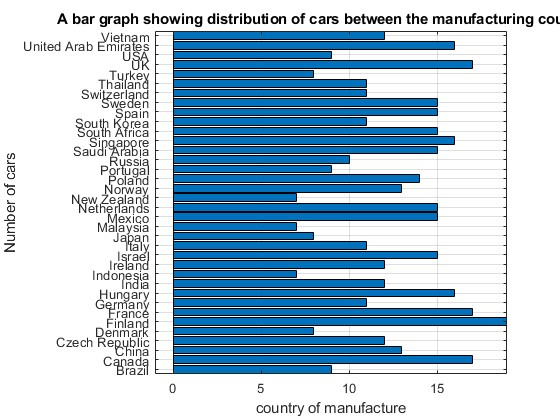 A bar graph showing distribution of cars between the manufacturing cou
Vietnam
United Arab Emirates
USA
UK
Turkey
Thailand
Switzerland
Sweden
Spain
South Korea
South Africa
Singapore
Saudi Arabia
Russia
Portugal
Poland
Norway
New Zealand
Netherlands
Mexico
Malaysia
Japan
Italy
Israel
Ireland
Indonesia
India
Hungary
Germany
France
Finland
Denmark
Czech Republic
China
Canada
Brazil
Number of cars
0 5 10 15
country of manufacture